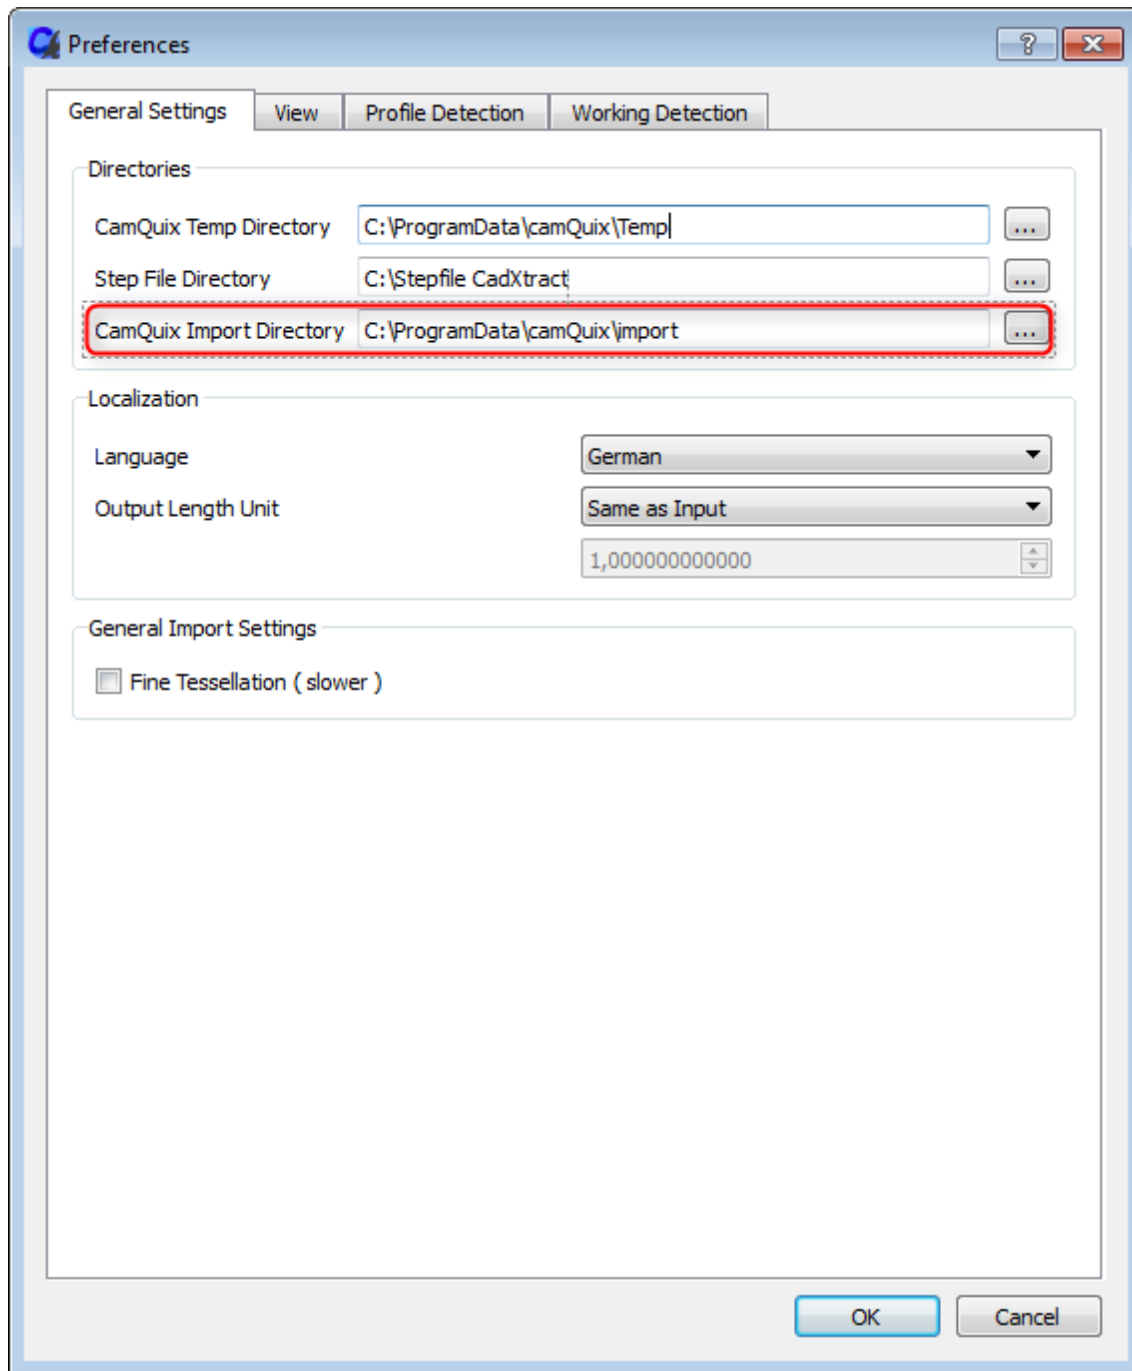 Preferences
General Settings View Profile Detection Working Detection
Directories
CamQuix Temp Directory C:\ProgramData\camQuix\Temp ...
Step File Directory C:\Stepfile CadXtract ...
CamQuix Import Directory C:\ProgramData\camQuix\import ...
Localization
Language German
Output Length Unit Same as Input
1,000000000000
General Import Settings
Fine Tessellation ( slower )
OK Cancel